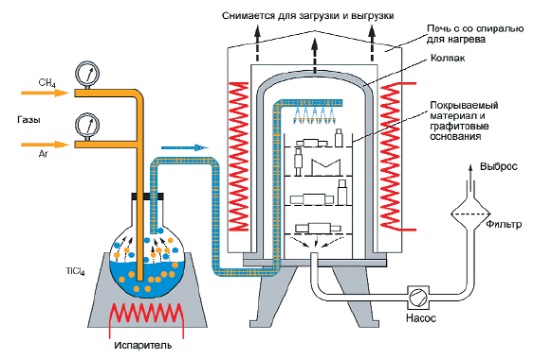 Снимается для загрузки и выгрузки
Печь с со спиралью
для нагрева
Колпак
CH4
Газы
Ar
Покрываемый
материал и
графитовые
основания
Выброс
Фильтр
TiCl4
Насос
Испаритель